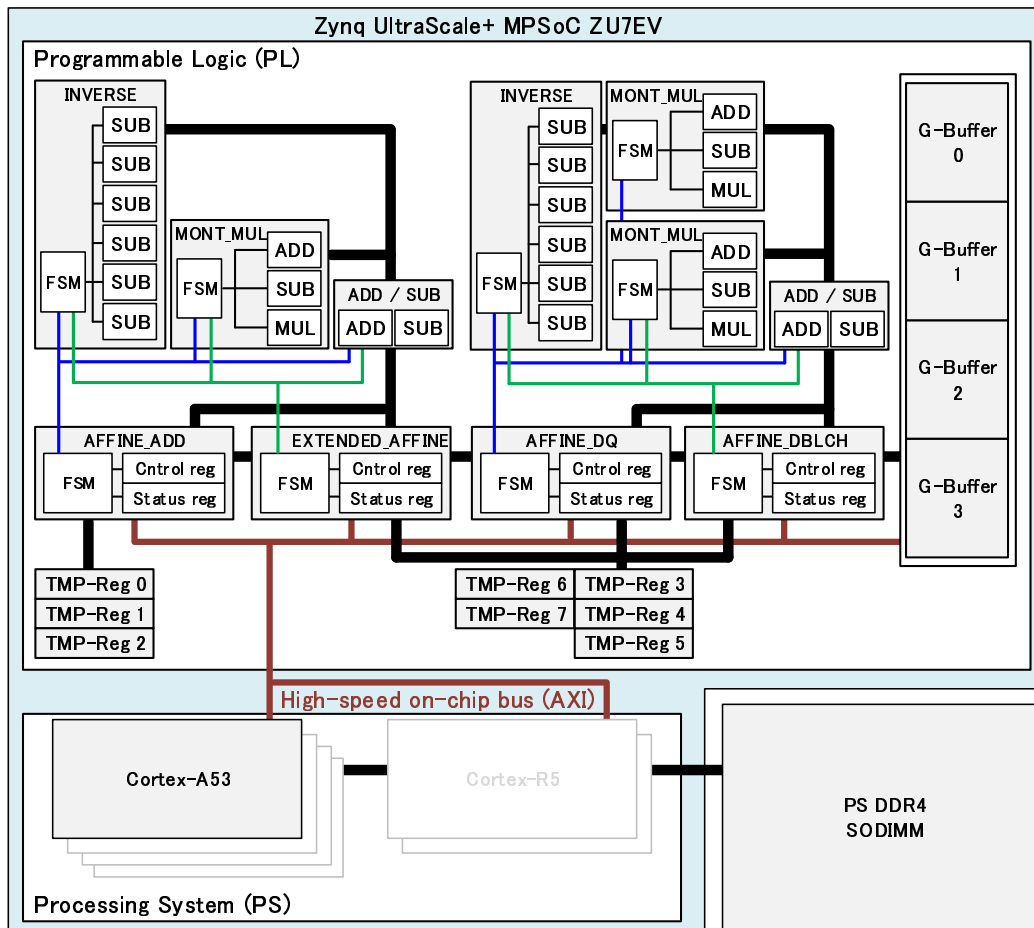 Zynq UltraScale+ MPSoC ZU7EV
Programmable Logic (PL)
INVERSE
SUB
SUB
SUB
SUB
SUB
SUB
FSM
MONT_MUL
FSM
ADD
SUB
MUL
ADD / SUB
ADD
SUB
INVERSE
SUB
SUB
SUB
SUB
SUB
SUB
FSM
MONT_MUL
FSM
ADD
SUB
MUL
MONT_MUL
FSM
ADD
SUB
MUL
ADD / SUB
ADD
SUB
G-Buffer
0
G-Buffer
1
G-Buffer
2
G-Buffer
3
AFFINE_ADD
FSM
Cntrol reg
Status reg
EXTENDED_AFFINE
FSM
Cntrol reg
Status reg
AFFINE_DQ
FSM
Cntrol reg
Status reg
AFFINE_DBLCH
FSM
Cntrol reg
Status reg
TMP-Reg 0
TMP-Reg 1
TMP-Reg 2
TMP-Reg 6
TMP-Reg 7
TMP-Reg 3
TMP-Reg 4
TMP-Reg 5
High-speed on-chip bus (AXI)
Cortex-A53
Cortex-R5
Processing System (PS)
PS DDR4
SODIMM